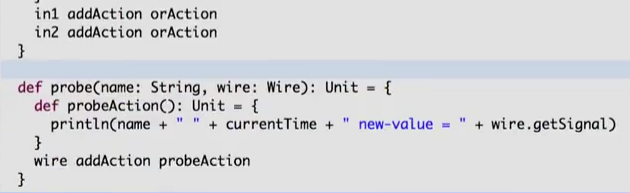 in1 addAction orAction
in2 addAction orAction
}
def probe(name: String, wire: Wire): Unit = {
def probeAction(): Unit = {
println(name + " " + currentTime + " new-value = " + wire.getSignal)
}
wire addAction probeAction
}